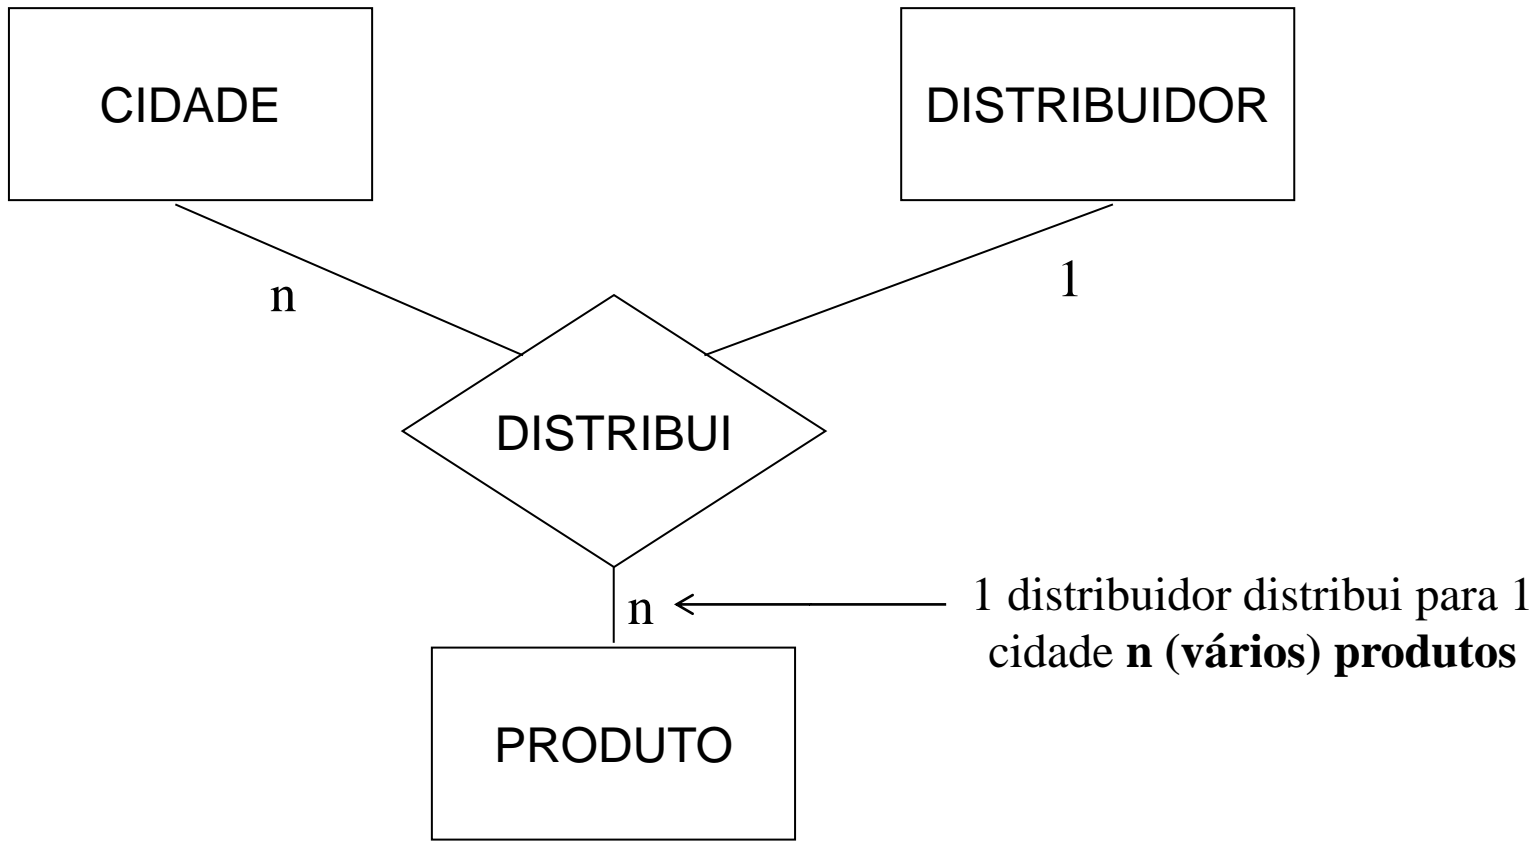 CIDADE
DISTRIBUIDOR
n
1
DISTRIBUI
n
1 distribuidor distribui para 1
cidade n (vários) produtos
PRODUTO